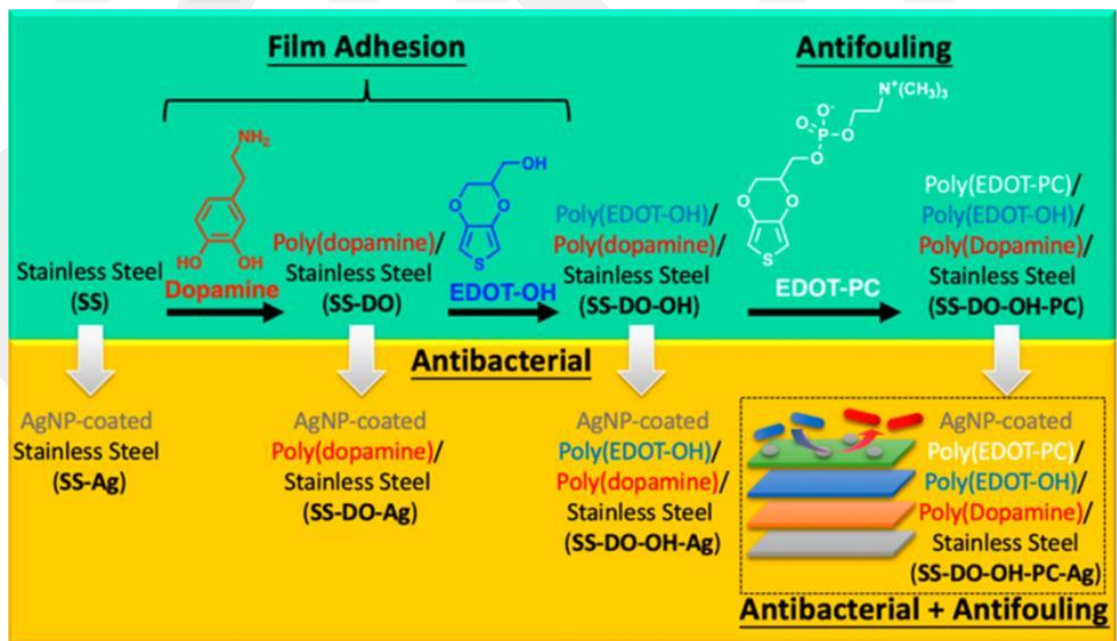 Film Adhesion
Antifouling
NH₂
HO
OH
OH
O
O
S
N⁺(CH₃)₃
O⁻
O
P
O
O
O
O
S
Stainless Steel
(SS)
Dopamine
Poly(dopamine)/
Stainless Steel
(SS-DO)
EDOT-OH
Poly(EDOT-OH)/
Poly(dopamine)/
Stainless Steel
(SS-DO-OH)
EDOT-PC
Poly(EDOT-PC)/
Poly(EDOT-OH)/
Poly(Dopamine)/
Stainless Steel
(SS-DO-OH-PC)
Antibacterial
AgNP-coated
Stainless Steel
(SS-Ag)
AgNP-coated
Poly(dopamine)/
Stainless Steel
(SS-DO-Ag)
AgNP-coated
Poly(EDOT-OH)/
Poly(dopamine)/
Stainless Steel
(SS-DO-OH-Ag)
AgNP-coated
Poly(EDOT-PC)/
Poly(EDOT-OH)/
Poly(Dopamine)/
Stainless Steel
(SS-DO-OH-PC-Ag)
Antibacterial + Antifouling